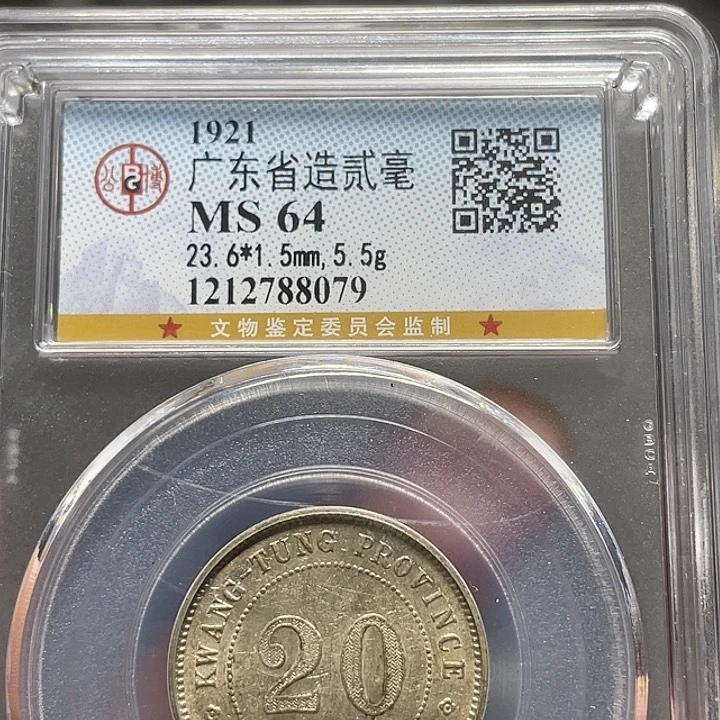 1921
广东省造贰毫
MS 64
23.6*1.5mm,5.5g
1212788079
文物鉴定委员会监制
KWANG-TUNG PROVINCE
20